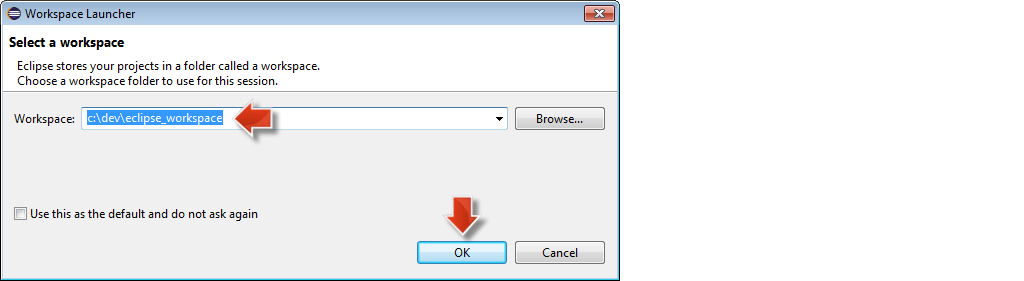 Workspace Launcher
Select a workspace
Eclipse stores your projects in a folder called a workspace.
Choose a workspace folder to use for this session.
Workspace: c:\dev\eclipse_workspace Browse...
Use this as the default and do not ask again
OK Cancel